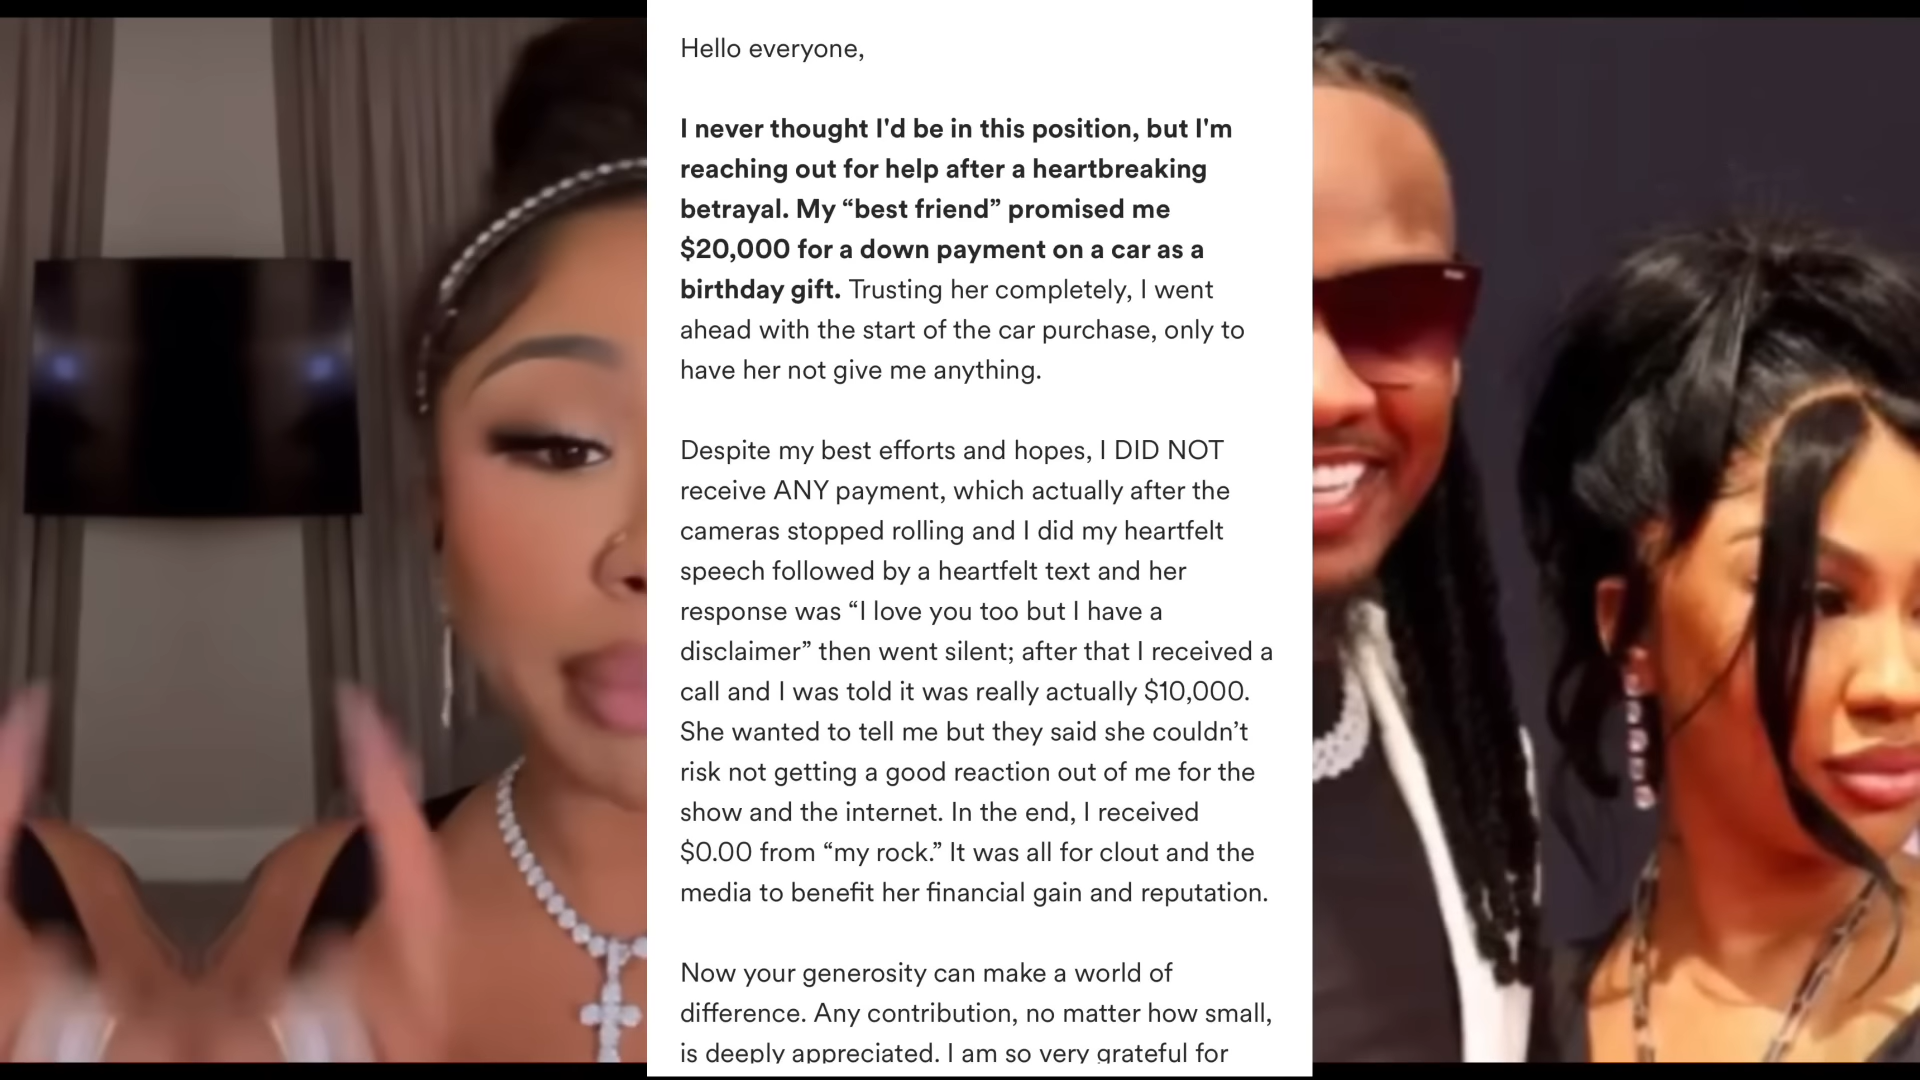 Hello everyone,
I never thought I'd be in this position, but I'm
reaching out for help after a heartbreaking
betrayal. My “best friend” promised me
$20,000 for a down payment on a car as a
birthday gift. Trusting her completely, I went
ahead with the start of the car purchase, only to
have her not give me anything.
Despite my best efforts and hopes, I DID NOT
receive ANY payment, which actually after the
cameras stopped rolling and I did my heartfelt
speech followed by a heartfelt text and her
response was “I love you too but I have a
disclaimer” then went silent; after that I received a
call and I was told it was really actually $10,000.
She wanted to tell me but they said she couldn’t
risk not getting a good reaction out of me for the
show and the internet. In the end, I received
$0.00 from “my rock.” It was all for clout and the
media to benefit her financial gain and reputation.
Now your generosity can make a world of
difference. Any contribution, no matter how small,
is deeply appreciated. I am so very grateful for